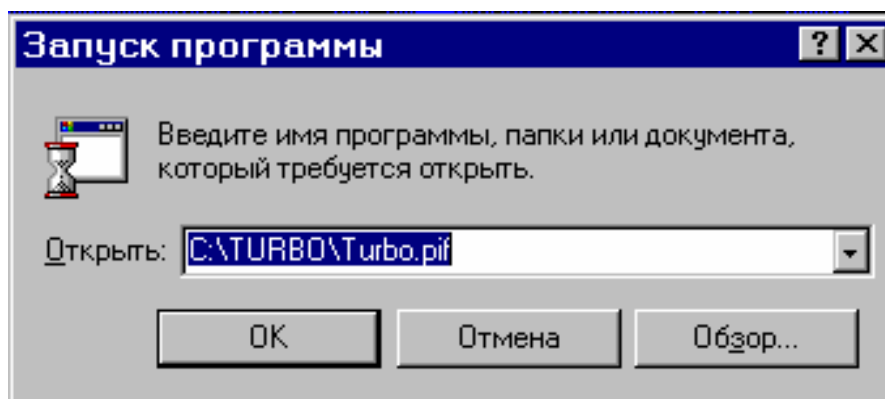 Запуск программы
Введите имя программы, папки или документа,
который требуется открыть.
Открыть: C:\TURBO\Turbo.pif
OK Отмена Обзор...